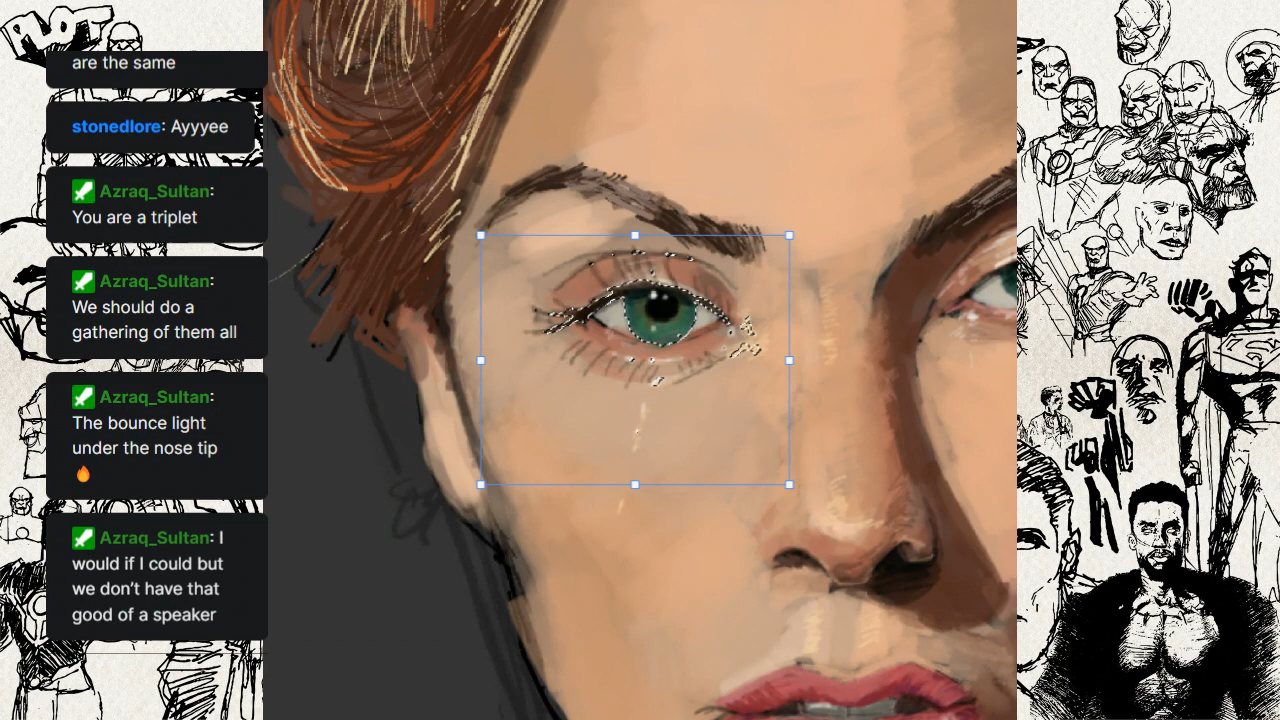 PLOT
are the same
stonedlore: Ayyyee
Azraq_Sultan:
You are a triplet
Azraq_Sultan:
We should do a
gathering of them all
Azraq_Sultan:
The bounce light
under the nose tip
🔥
Azraq_Sultan: I
would if I could but
we don’t have that
good of a speaker